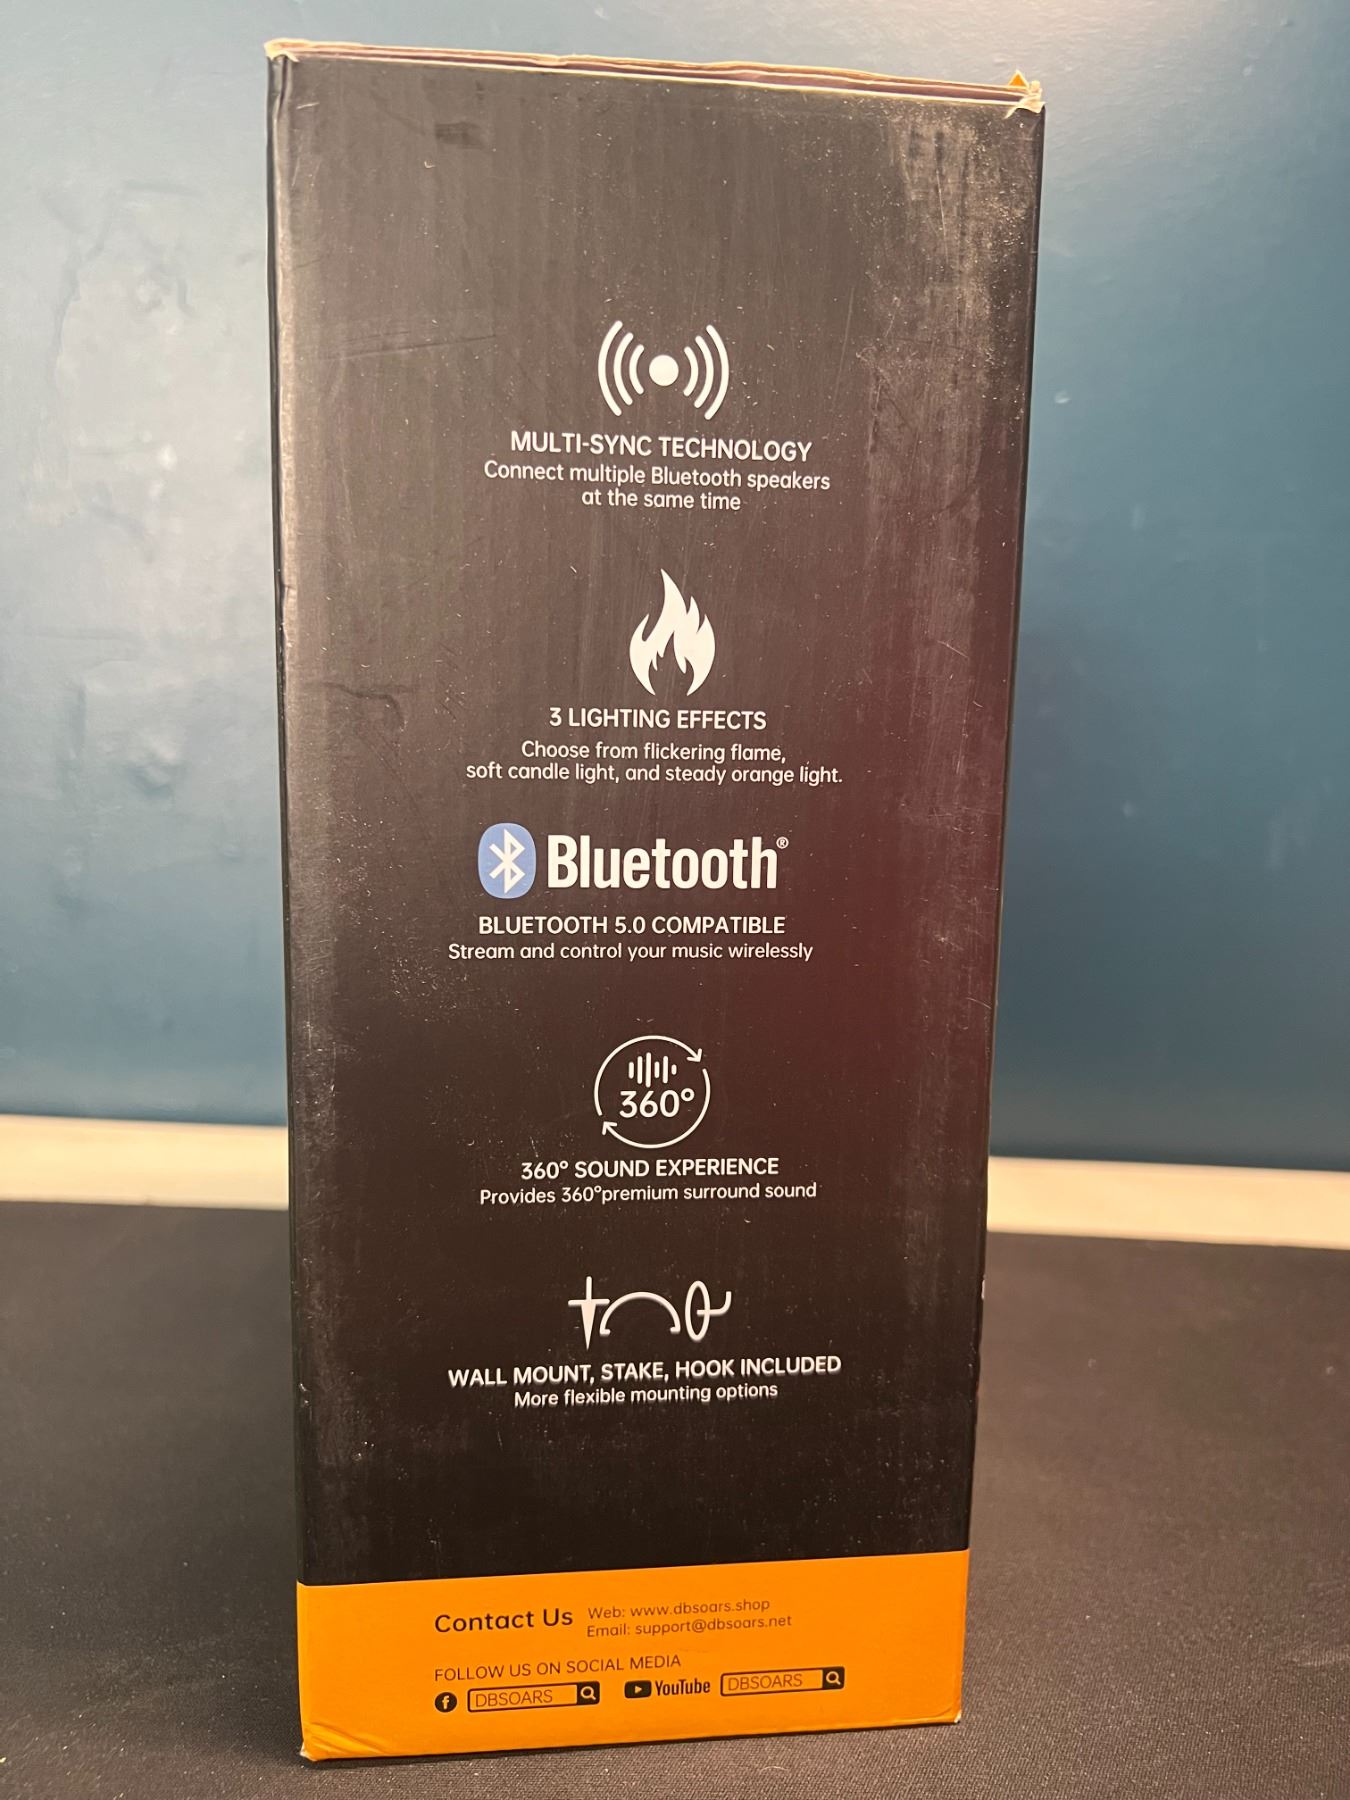 MULTI-SYNC TECHNOLOGY
Connect multiple Bluetooth speakers
at the same time
3 LIGHTING EFFECTS
Choose from flickering flame,
soft candle light, and steady orange light.
Bluetooth®
BLUETOOTH 5.0 COMPATIBLE
Stream and control your music wirelessly
360°
360° SOUND EXPERIENCE
Provides 360°premium surround sound
WALL MOUNT, STAKE, HOOK INCLUDED
More flexible mounting options
Contact Us
Web: www.dbsoars.shop
Email: support@dbsoars.net
FOLLOW US ON SOCIAL MEDIA
f DBSOARS YouTube DBSOARS